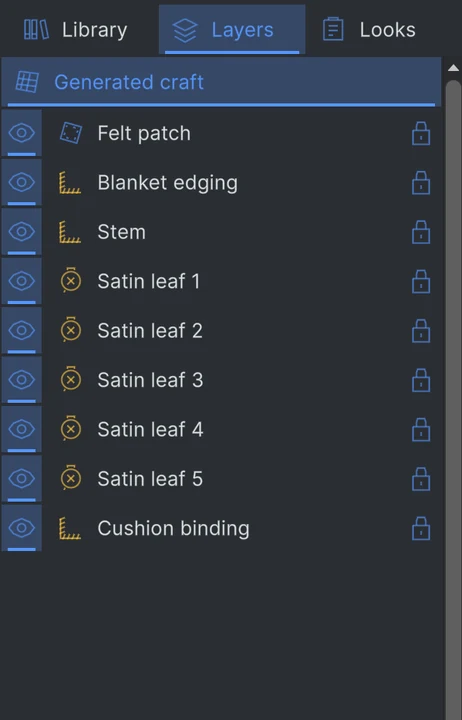 Library Layers Looks
Generated craft
Felt patch
Blanket edging
Stem
Satin leaf 1
Satin leaf 2
Satin leaf 3
Satin leaf 4
Satin leaf 5
Cushion binding